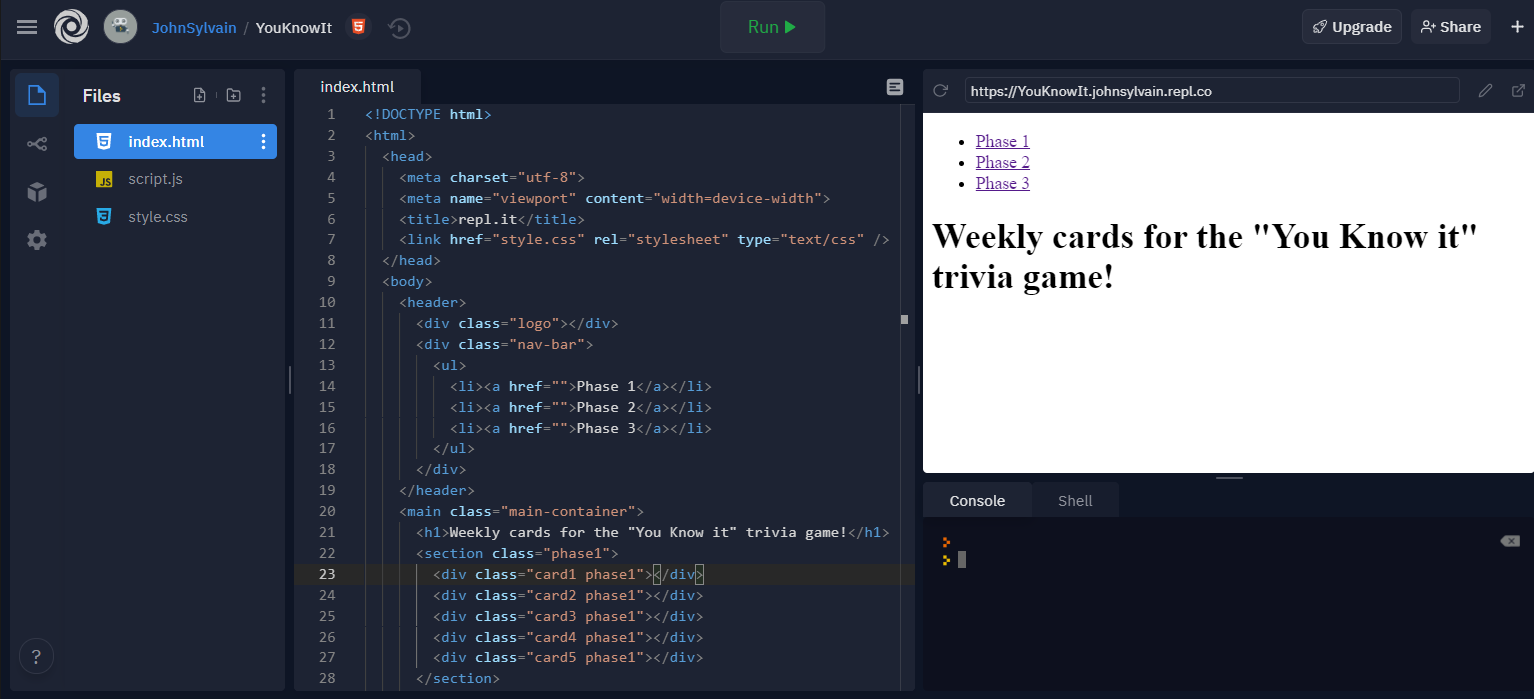 JohnSylvain / YouKnowIt
Run
Upgrade
Share
Files
index.html
script.js
style.css
?
index.html
1 <!DOCTYPE html>
2 <html>
3 <head>
4 <meta charset="utf-8">
5 <meta name="viewport" content="width=device-width">
6 <title>repl.it</title>
7 <link href="style.css" rel="stylesheet" type="text/css" />
8 </head>
9 <body>
10 <header>
11 <div class="logo"></div>
12 <div class="nav-bar">
13 <ul>
14 <li><a href="">Phase 1</a></li>
15 <li><a href="">Phase 2</a></li>
16 <li><a href="">Phase 3</a></li>
17 </ul>
18 </div>
19 </header>
20 <main class="main-container">
21 <h1>Weekly cards for the "You Know it" trivia game!</h1>
22 <section class="phase1">
23 <div class="card1 phase1"></div>
24 <div class="card2 phase1"></div>
25 <div class="card3 phase1"></div>
26 <div class="card4 phase1"></div>
27 <div class="card5 phase1"></div>
28 </section>
https://YouKnowIt.johnsylvain.repl.co
Phase 1
Phase 2
Phase 3
Weekly cards for the "You Know it"
trivia game!
Console
Shell